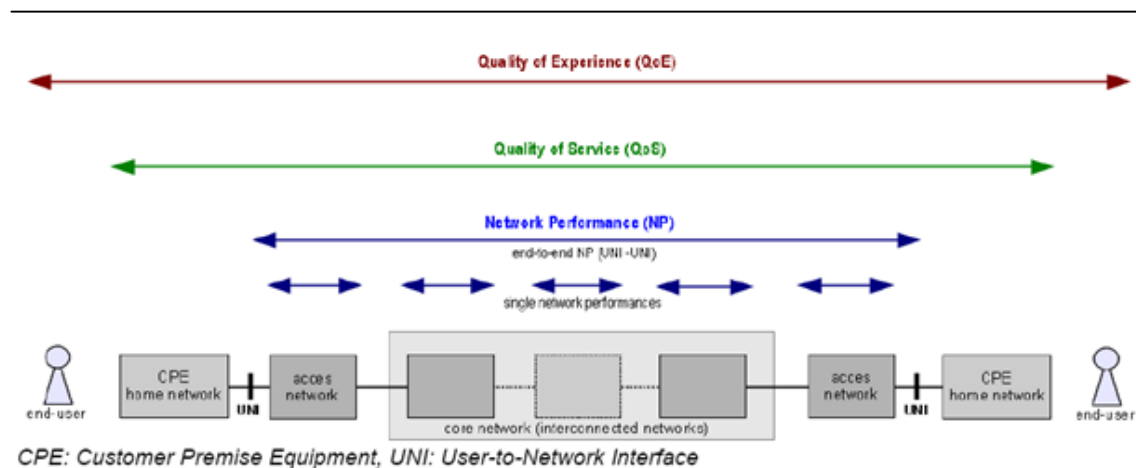 Quality of Experience (QoE)
Quality of Service (QoS)
Network Performance (NP)
end-to-end NP (UNI-UNI)
single network performances
CPE
home network
UNI
acces
network
core network (interconnected networks)
acces
network
UNI
CPE
home network
end-user
end-user
CPE: Customer Premise Equipment, UNI: User-to-Network Interface